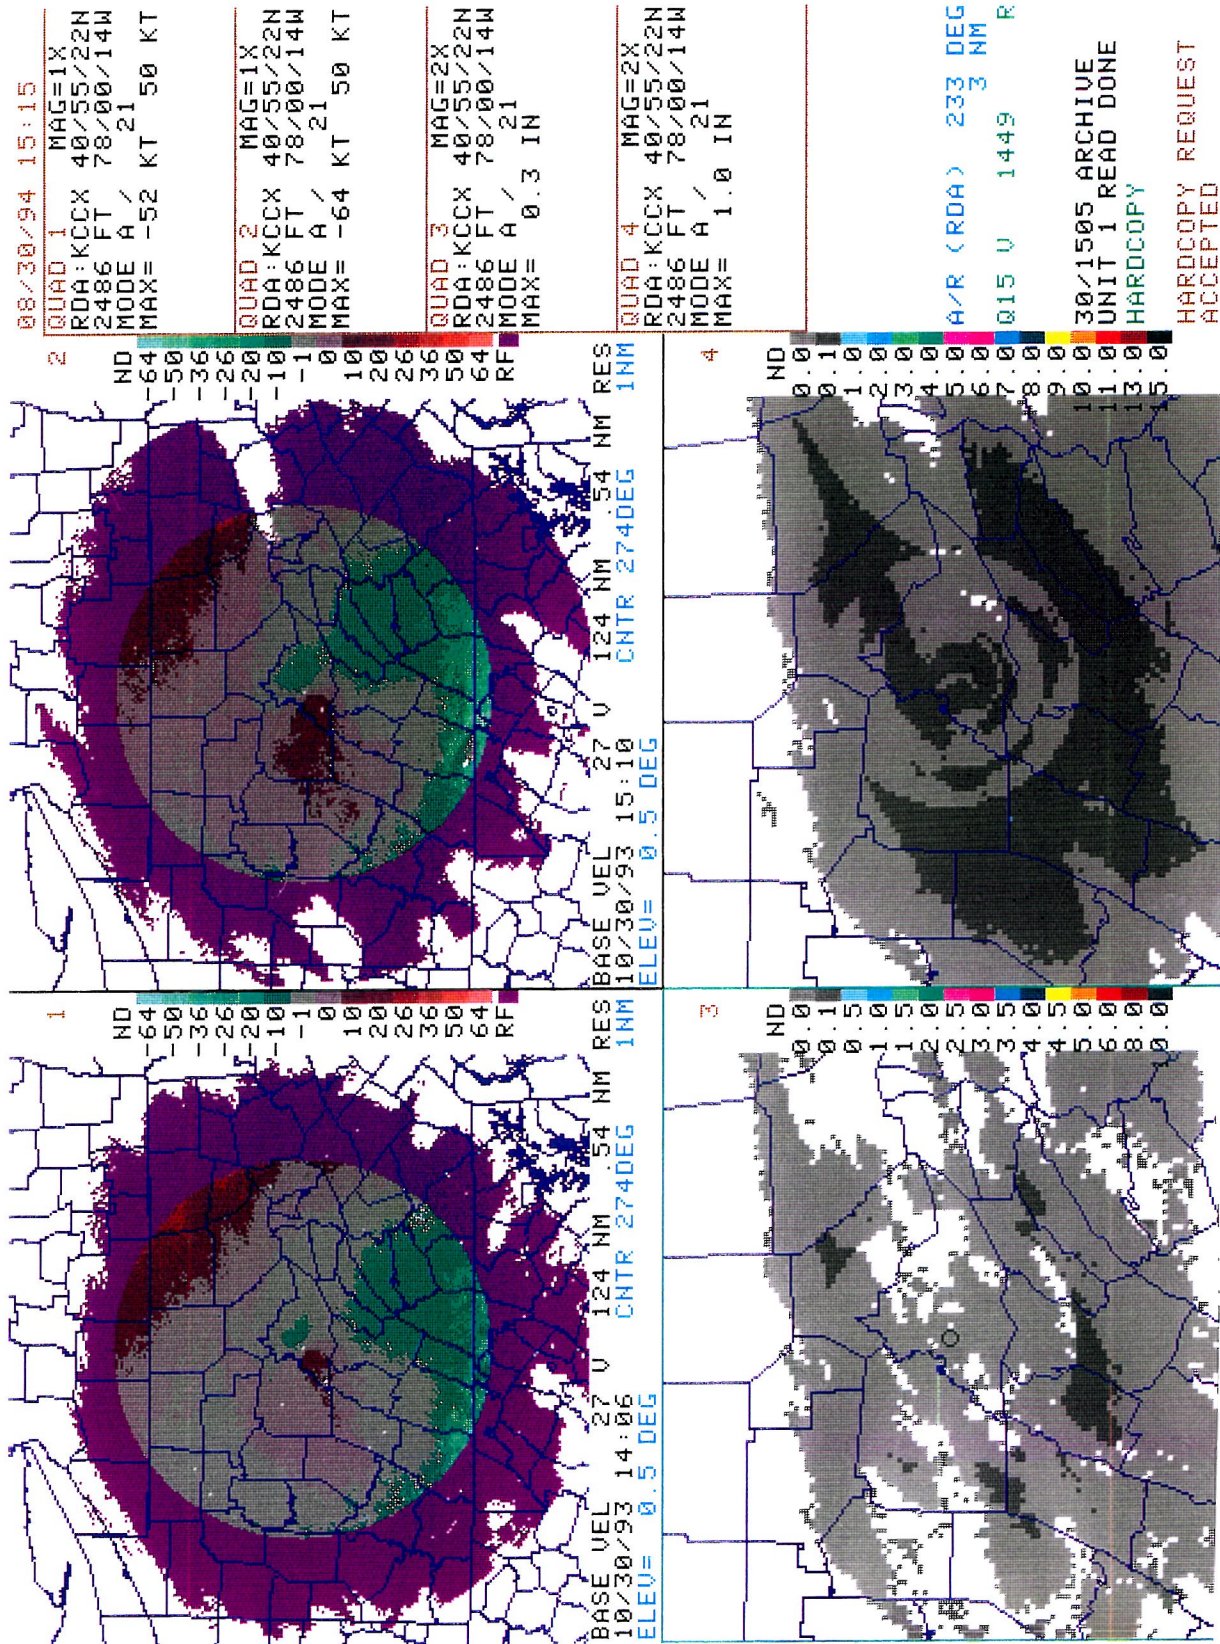 08/30/94 15:15
QUAD 1 MAG=1X
RDA:KCCX 40/55/22N
2486 FT 78/00/14W
MODE A / 21
MAX= -52 KT 50 KT
QUAD 2 MAG=1X
RDA:KCCX 40/55/22N
2486 FT 78/00/14W
MODE A / 21
MAX= -64 KT 50 KT
QUAD 3 MAG=2X
RDA:KCCX 40/55/22N
2486 FT 78/00/14W
MODE A / 21
MAX= 0.3 IN
QUAD 4 MAG=2X
RDA:KCCX 40/55/22N
2486 FT 78/00/14W
MODE A / 21
MAX= 1.0 IN
A/R (RDA) 233 DEG
3 NM
Q15 U 1449 R
30/1505 ARCHIVE
UNIT 1 READ DONE
HARDCOPY
HARDCOPY REQUEST
ACCEPTED
1
ND
-64
-50
-36
-26
-20
-10
-1
0
10
20
26
36
50
64
RF
BASE VEL 27 V 124 NM .54 NM RES
10/30/93 14:06 CNTR 274DEG 1NM
ELEV= 0.5 DEG
2
ND
-64
-50
-36
-26
-20
-10
-1
0
10
20
26
36
50
64
RF
BASE VEL 27 V 124 NM .54 NM RES
10/30/93 15:10 CNTR 274DEG 1NM
ELEV= 0.5 DEG
3
ND
0.0
0.1
0.5
1.0
1.5
2.0
2.5
3.0
3.5
4.0
4.5
5.0
6.0
8.0
0.0
4
ND
0.0
0.1
1.0
2.0
3.0
4.0
5.0
6.0
7.0
8.0
9.0
10.0
11.0
13.0
15.0